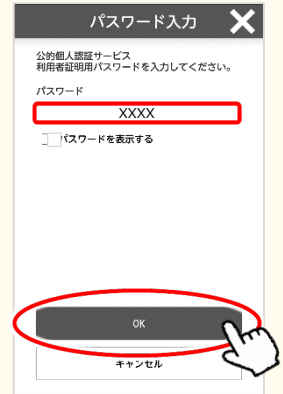 パスワード入力
公的個人認証サービス
利用者証明用パスワードを入力してください。
パスワード
XXXX
パスワードを表示する
OK
キャンセル